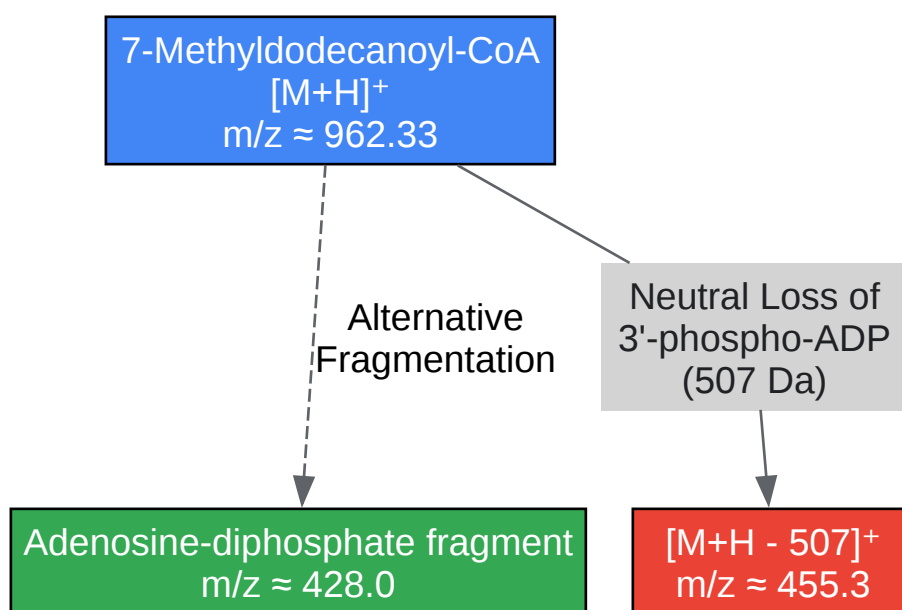 7-Methyldodecanoyl-CoA
[M+H]⁺
m/z ≈ 962.33
Alternative
Fragmentation
Neutral Loss of
3'-phospho-ADP
(507 Da)
Adenosine-diphosphate fragment
m/z ≈ 428.0
[M+H - 507]⁺
m/z ≈ 455.3